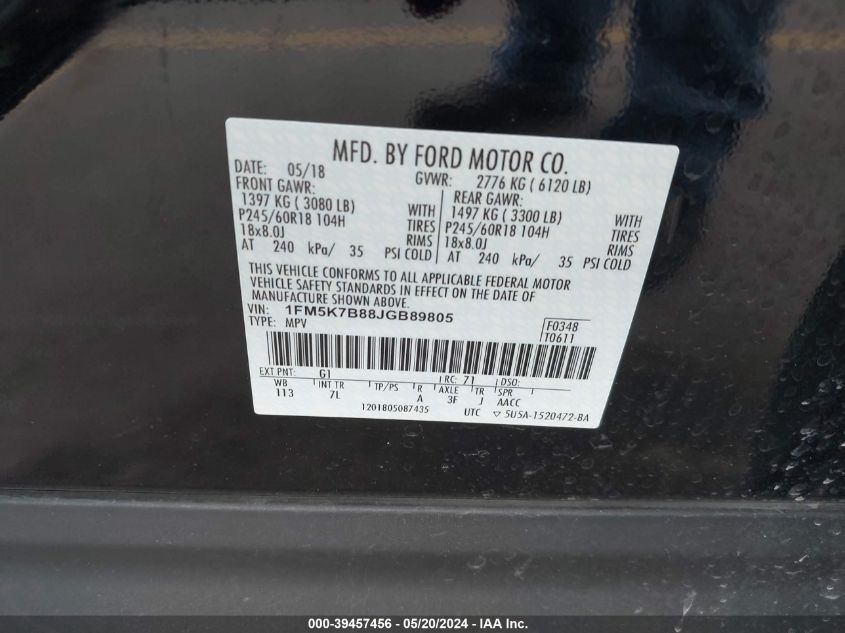 MFD. BY FORD MOTOR CO.
DATE: 05/18 GVWR: 2776 KG ( 6120 LB)
FRONT GAWR: REAR GAWR:
1397 KG ( 3080 LB) WITH 1497 KG ( 3300 LB) WITH
P245/60R18 104H TIRES P245/60R18 104H TIRES
18x8.0J RIMS 18x8.0J RIMS
AT 240 kPa/ 35 PSI COLD AT 240 kPa/ 35 PSI COLD
THIS VEHICLE CONFORMS TO ALL APPLICABLE FEDERAL MOTOR
VEHICLE SAFETY STANDARDS IN EFFECT ON THE DATE OF
MANUFACTURE SHOWN ABOVE.
VIN: 1FM5K7B88JGB89805 F0348
TYPE: MPV T0611
EXT PNT: G1 RC: 71 DSO:
WB INT TR TP/PS R AXLE TR SPR
113 7L A 3F J AACC
1201805087435 UTC ▽ 5U5A-1520472-BA
000-39457456 - 05/20/2024 - IAA Inc.